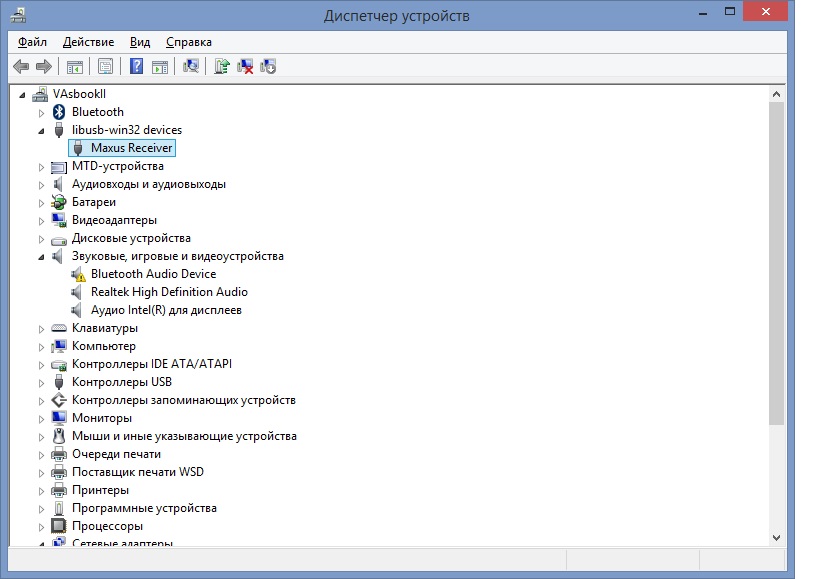 Диспетчер устройств
Файл Действие Вид Справка
VAsbookII
Bluetooth
libusb-win32 devices
Maxus Receiver
MTD-устройства
Аудиовходы и аудиовыходы
Батареи
Видеоадаптеры
Дисковые устройства
Звуковые, игровые и видеоустройства
Bluetooth Audio Device
Realtek High Definition Audio
Аудио Intel(R) для дисплеев
Клавиатуры
Компьютер
Контроллеры IDE ATA/ATAPI
Контроллеры USB
Контроллеры запоминающих устройств
Мониторы
Мыши и иные указывающие устройства
Очереди печати
Поставщик печати WSD
Принтеры
Программные устройства
Процессоры
Сетевые адаптеры